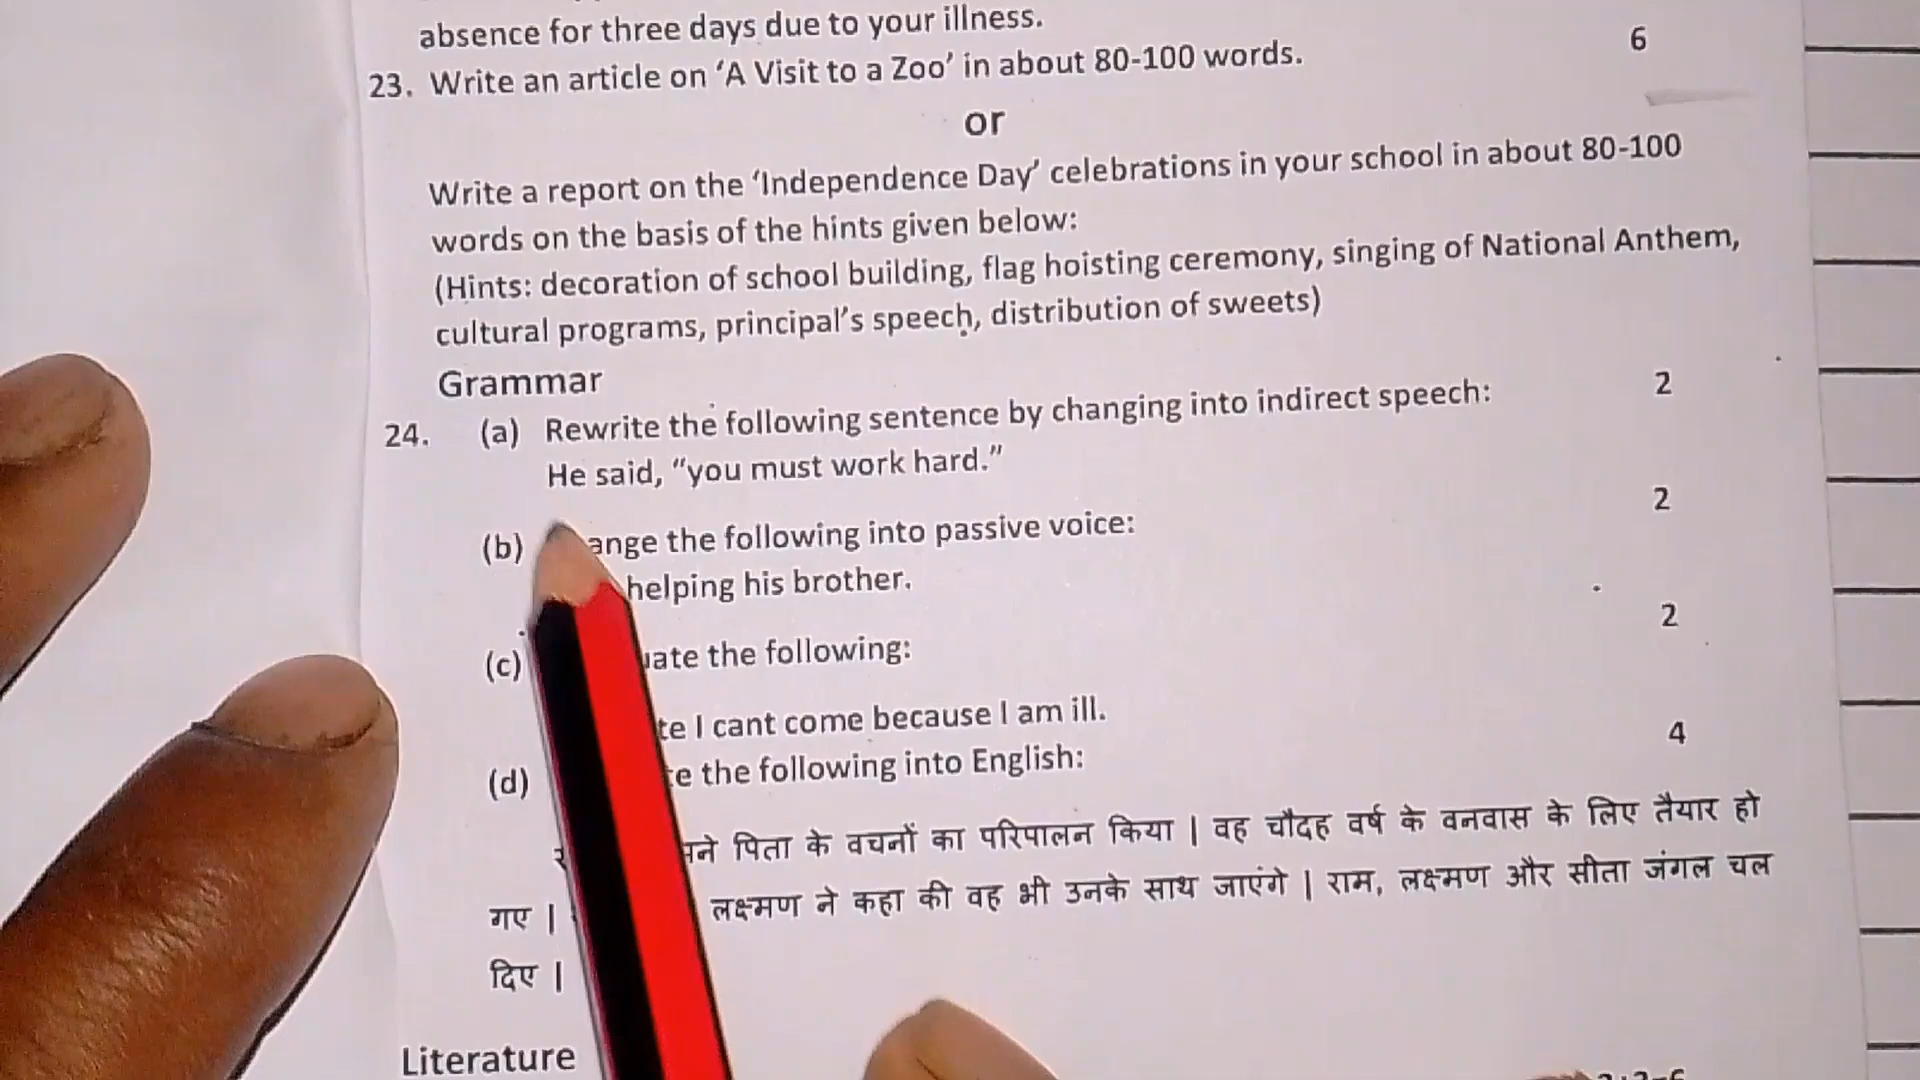 absence for three days due to your illness.
23. Write an article on ‘A Visit to a Zoo’ in about 80-100 words. 6
or
Write a report on the ‘Independence Day’ celebrations in your school in about 80-100
words on the basis of the hints given below:
(Hints: decoration of school building, flag hoisting ceremony, singing of National Anthem,
cultural programs, principal’s speech, distribution of sweets)
Grammar
24. (a) Rewrite the following sentence by changing into indirect speech: 2
He said, “you must work hard.”
(b) the following into passive voice: 2
helping his brother.
(c) the following: 2
I cant come because I am ill.
(d) the following into English: 4
पिता के वचनों का परिपालन किया | वह चौदह वर्ष के वनवास के लिए तैयार हो
गए | लक्ष्मण ने कहा की वह भी उनके साथ जाएंगे | राम, लक्ष्मण और सीता जंगल चल
दिए |
Literature